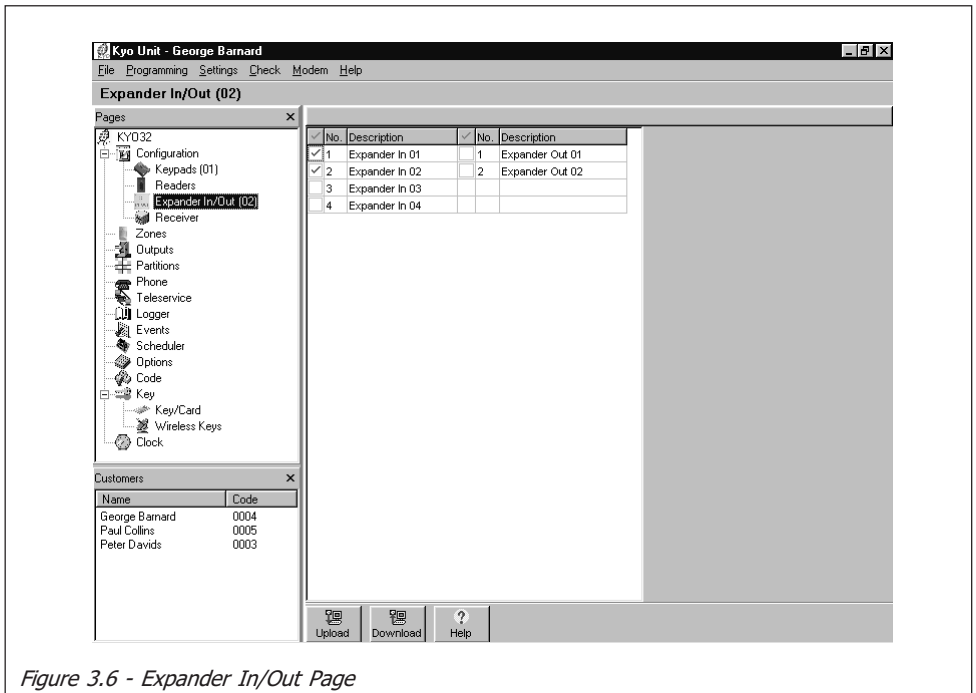 Kyo Unit - George Barnard
File Programming Settings Check Modem Help
Expander In/Out (02)
Pages
KYO32
Configuration
Keypads (01)
Readers
Expander In/Out (02)
Receiver
Zones
Outputs
Partitions
Phone
Teleservice
Logger
Events
Scheduler
Options
Code
Key
Key/Card
Wireless Keys
Clock
Customers
Name Code
George Barnard 0004
Paul Collins 0005
Peter Davids 0003
No. Description No. Description
1 Expander In 01 1 Expander Out 01
2 Expander In 02 2 Expander Out 02
3 Expander In 03
4 Expander In 04
Upload Download Help
Figure 3.6 - Expander In/Out Page